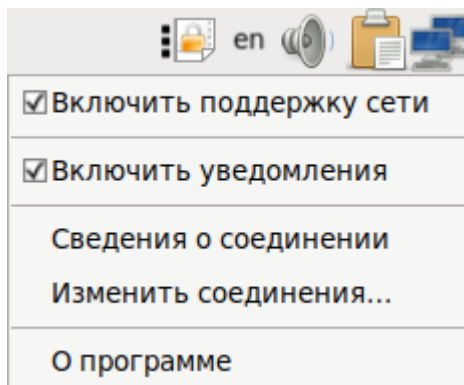 en
Включить поддержку сети
Включить уведомления
Сведения о соединении
Изменить соединения...
О программе